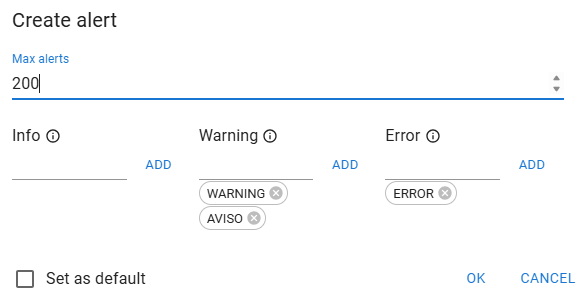 Create alert
Max alerts
200
Info Warning Error
ADD ADD ADD
WARNING ERROR
AVISO
Set as default OK CANCEL